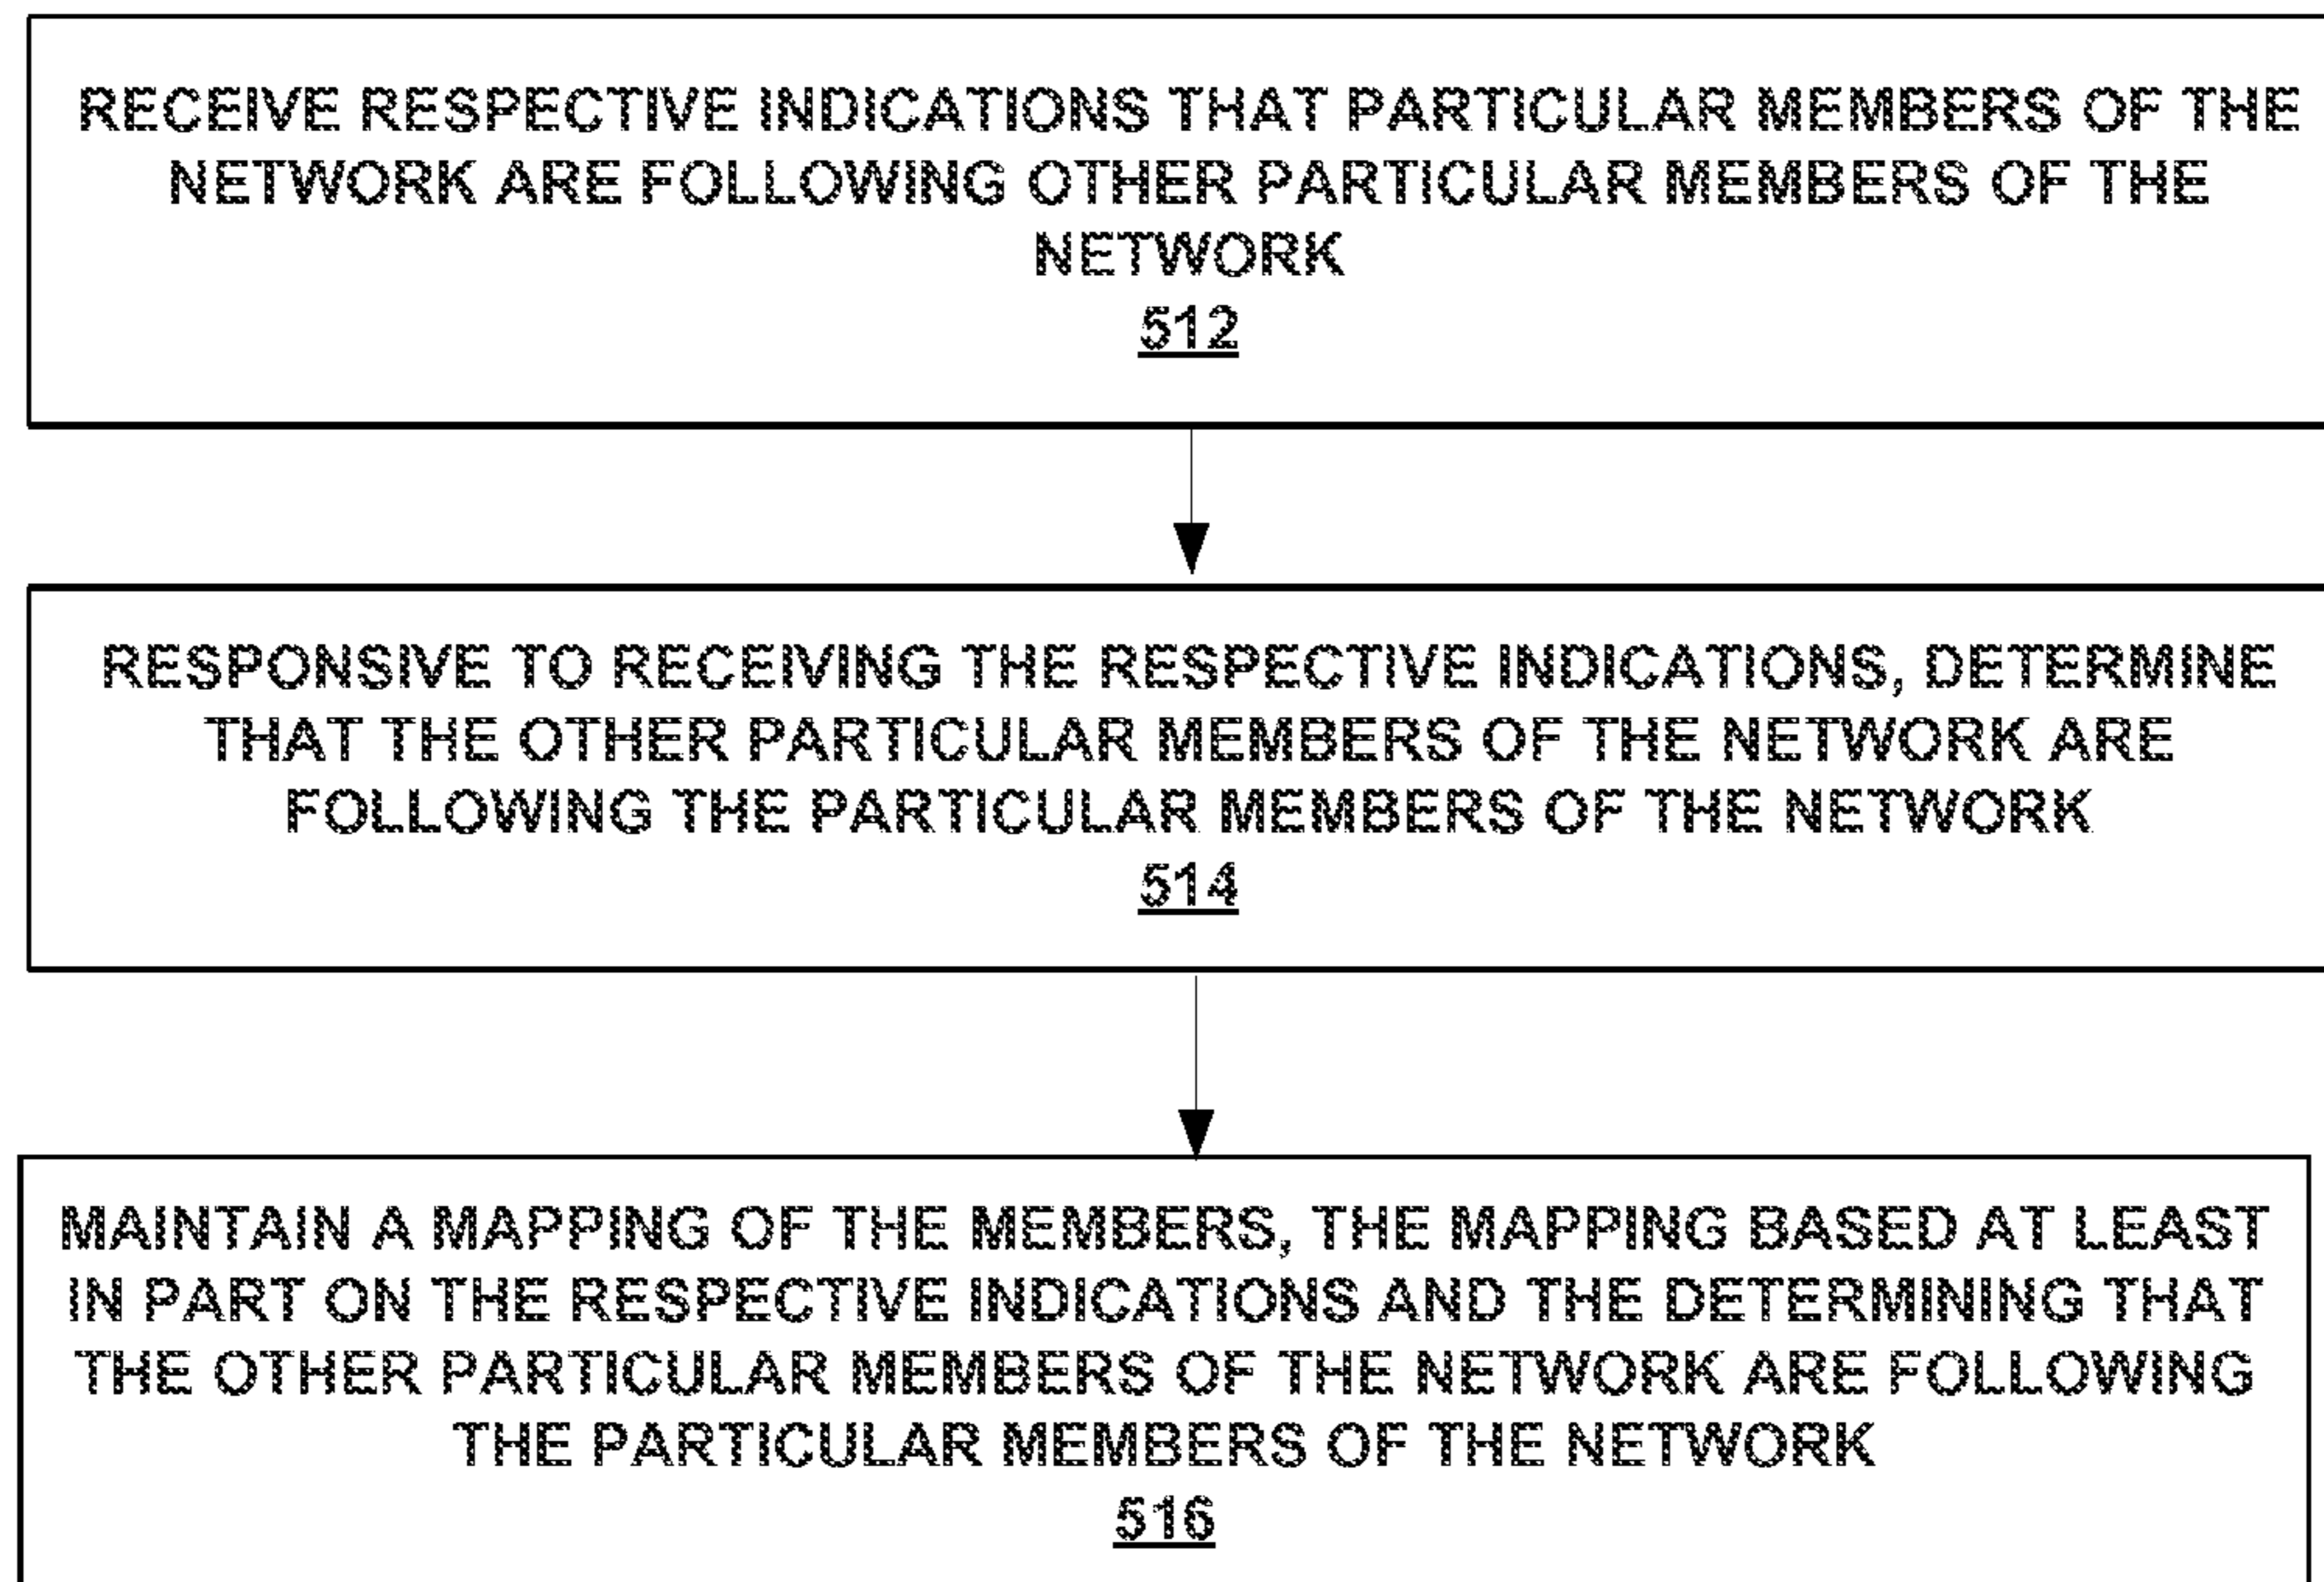 RECEIVE RESPECTIVE INDICATIONS THAT PARTICULAR MEMBERS OF THE
NETWORK ARE FOLLOWING OTHER PARTICULAR MEMBERS OF THE
NETWORK
512
RESPONSIVE TO RECEIVING THE RESPECTIVE INDICATIONS, DETERMINE
THAT THE OTHER PARTICULAR MEMBERS OF THE NETWORK ARE
FOLLOWING THE PARTICULAR MEMBERS OF THE NETWORK
514
MAINTAIN A MAPPING OF THE MEMBERS, THE MAPPING BASED AT LEAST
IN PART ON THE RESPECTIVE INDICATIONS AND THE DETERMINING THAT
THE OTHER PARTICULAR MEMBERS OF THE NETWORK ARE FOLLOWING
THE PARTICULAR MEMBERS OF THE NETWORK
516